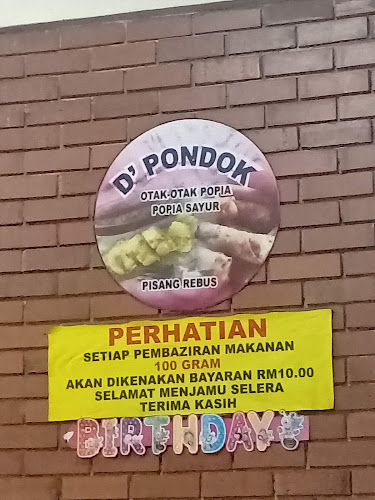 D' PONDOK
OTAK-OTAK POPIA
POPIA SAYUR
PISANG REBUS
PERHATIAN
SETIAP PEMBAZIRAN MAKANAN
100 GRAM
AKAN DIKENAKAN BAYARAN RM10.00
SELAMAT MENJAMU SELERA
TERIMA KASIH
BIRTHDAY